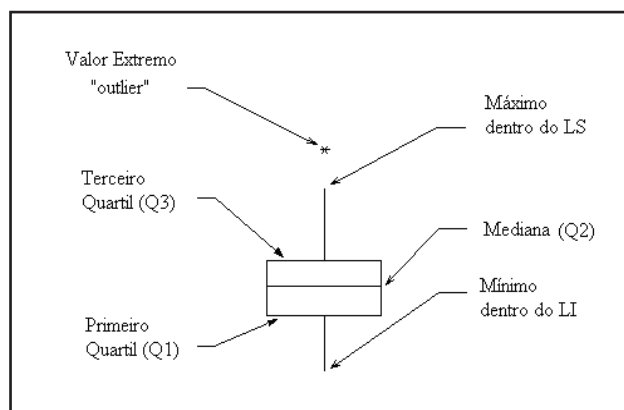 Valor Extremo
"outlier"
Máximo
dentro do LS
Terceiro
Quartil (Q3)
Mediana (Q2)
Mínimo
dentro do LI
Primeiro
Quartil (Q1)